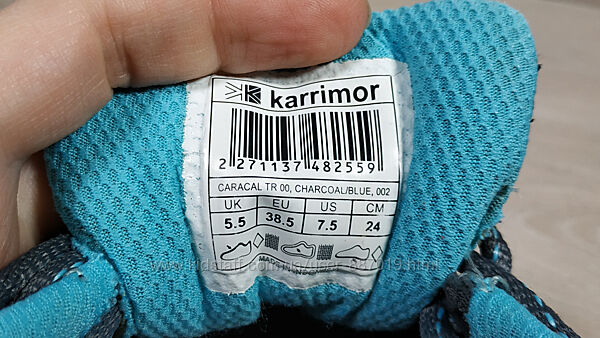 karrimor
2 271137 482559
CARACAL TR 00, CHARCOAL/BLUE, 002
UK EU US CM
5.5 38.5 7.5 24
MADE